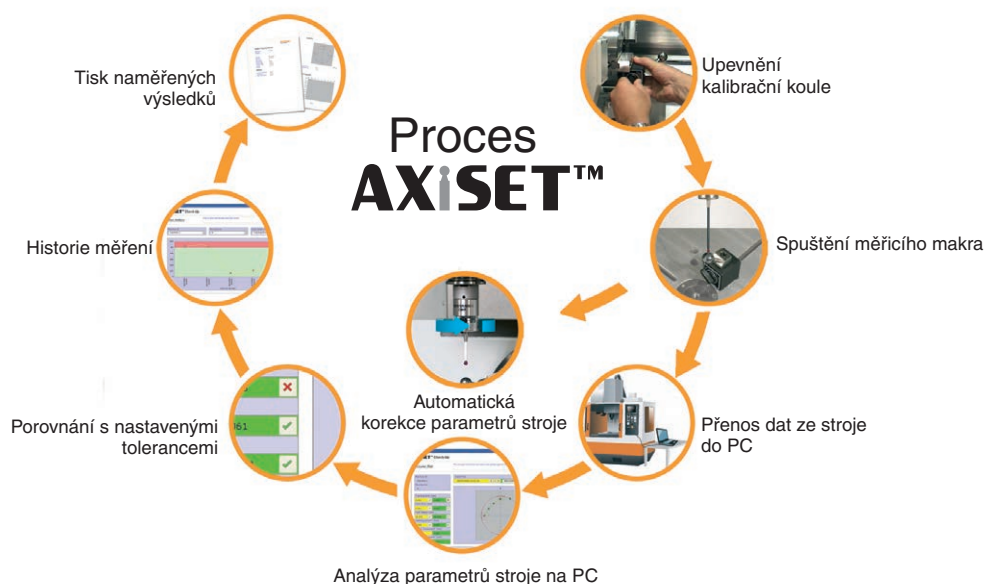 Proces
AXiSET™
Upevnění
kalibrační koule
Spuštění měřicího makra
Přenos dat ze stroje
do PC
Automatická
korekce parametrů stroje
Analýza parametrů stroje na PC
Porovnání s nastavenými
tolerancemi
Historie měření
Tisk naměřených
výsledků